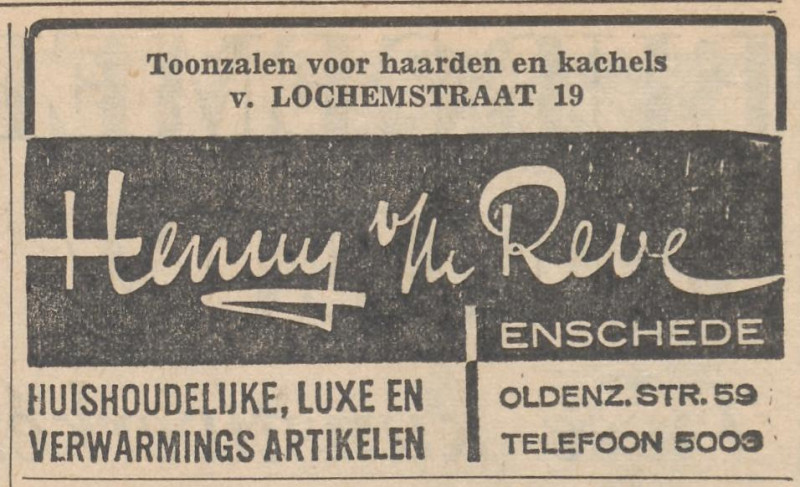 Toonzalen voor haarden en kachels
v. LOCHEMSTRAAT 19
Henny v/h Reve
ENSCHEDE
HUISHOUDELIJKE, LUXE EN
VERWARMINGS ARTIKELEN
OLDENZ. STR. 59
TELEFOON 5003